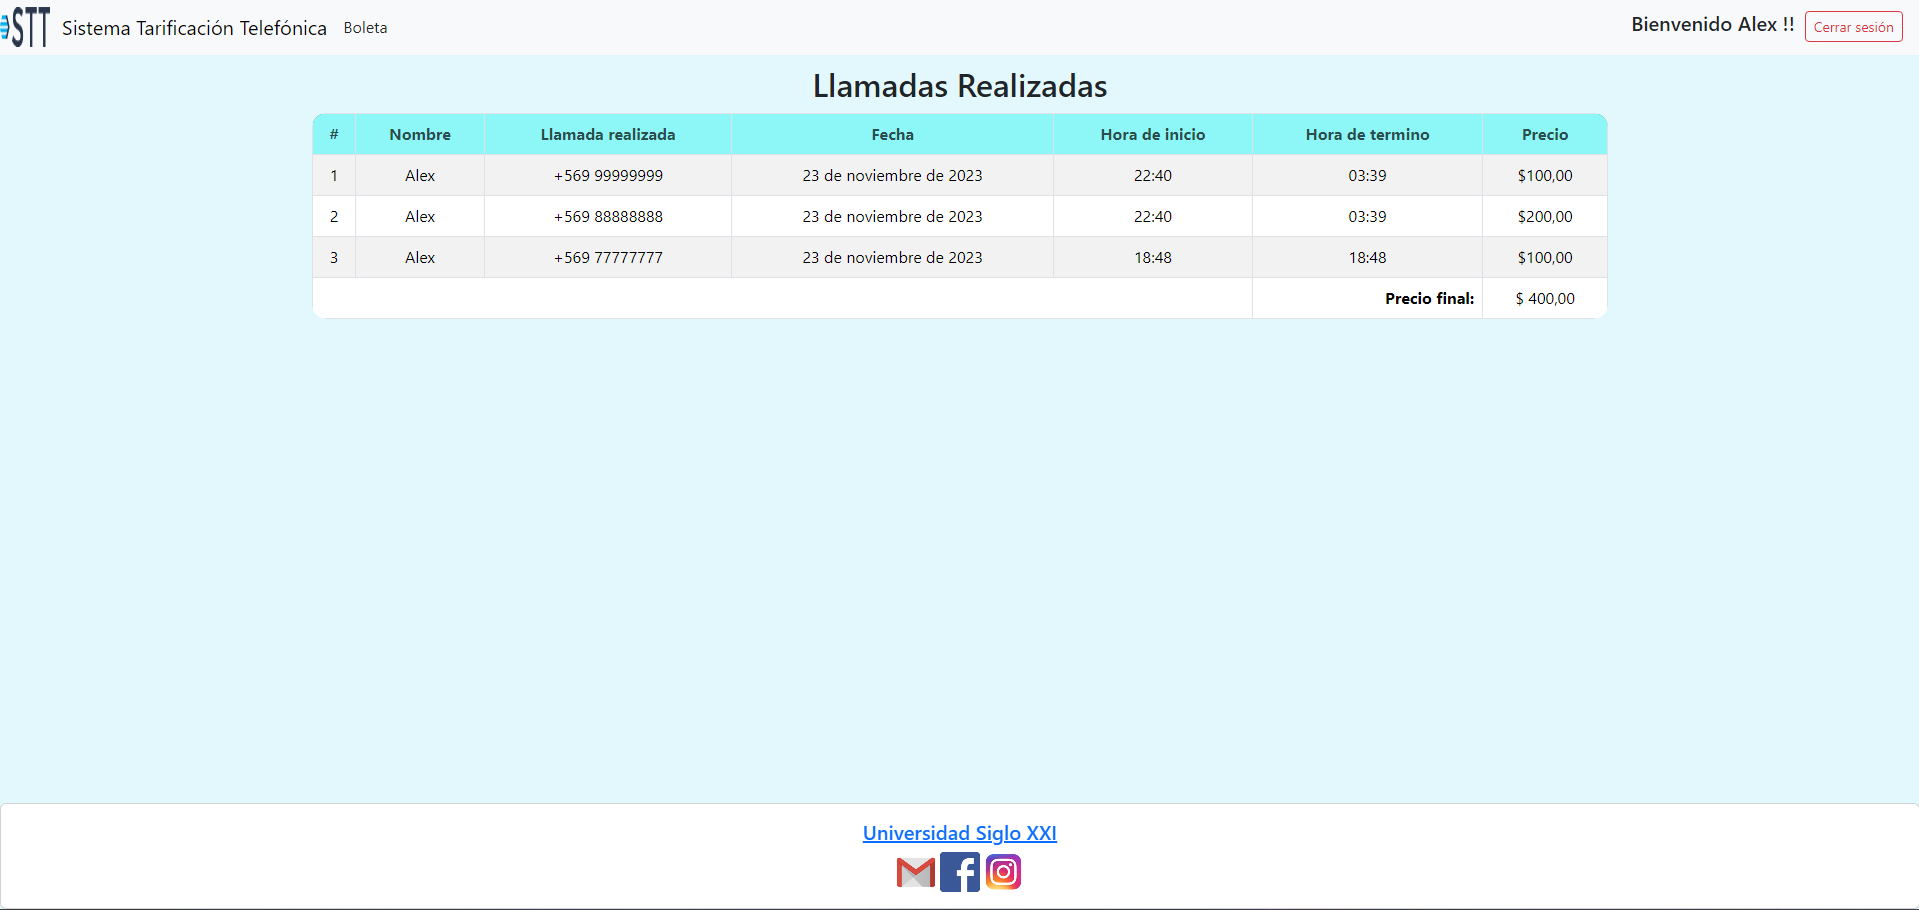 STT Sistema Tarificación Telefónica Boleta Bienvenido Alex !! Cerrar sesión
Llamadas Realizadas
# Nombre Llamada realizada Fecha Hora de inicio Hora de termino Precio
1 Alex +569 99999999 23 de noviembre de 2023 22:40 03:39 $100,00
2 Alex +569 88888888 23 de noviembre de 2023 22:40 03:39 $200,00
3 Alex +569 77777777 23 de noviembre de 2023 18:48 18:48 $100,00
Precio final: $ 400,00
Universidad Siglo XXI